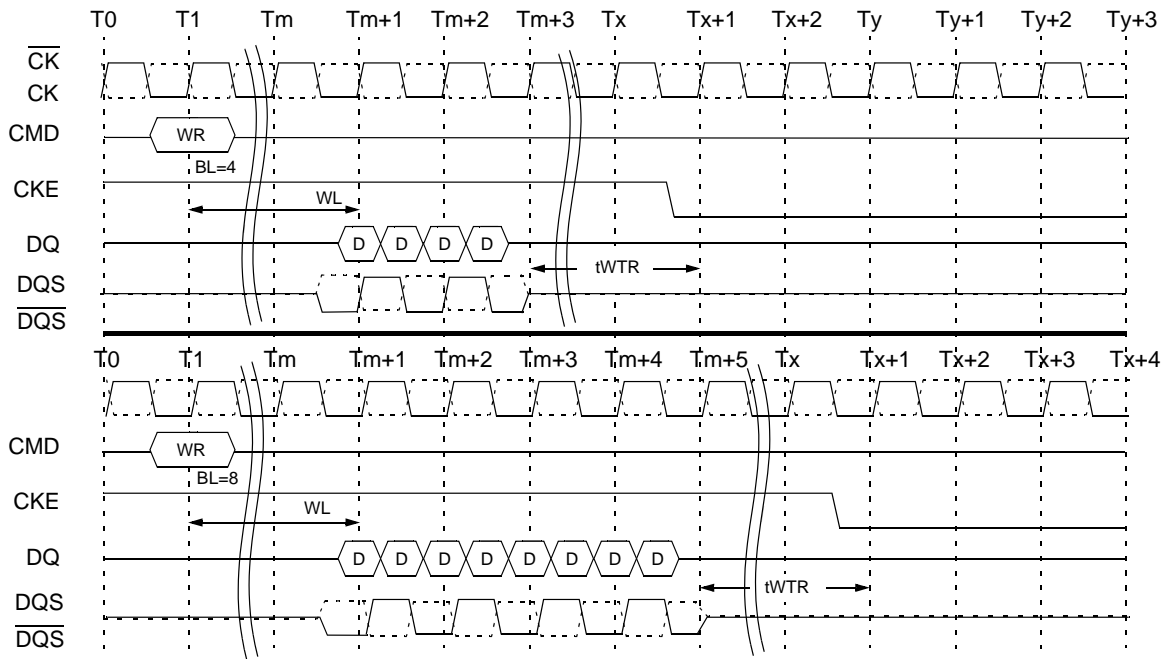 T0 T1 Tm Tm+1 Tm+2 Tm+3 Tx Tx+1 Tx+2 Ty Ty+1 Ty+2 Ty+3
CK
CK
CMD WR
BL=4
CKE
WL
DQ D D D D
tWTR
DQS
DQS
T0 T1 Tm Tm+1 Tm+2 Tm+3 Tm+4 Tm+5 Tx Tx+1 Tx+2 Tx+3 Tx+4
CMD WR
BL=8
CKE
WL
DQ D D D D D D D D
tWTR
DQS
DQS